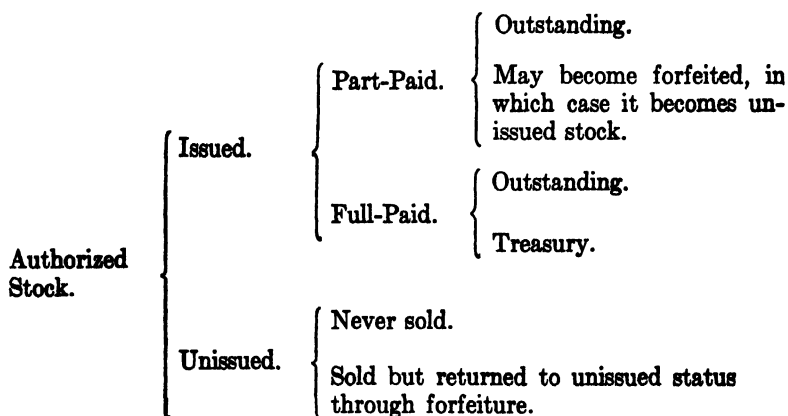 Outstanding.
Part-Paid.
May become forfeited, in
which case it becomes un-
issued stock.
Issued.
Full-Paid.
Outstanding.
Treasury.
Authorized
Stock.
Never sold.
Unissued.
Sold but returned to unissued status
through forfeiture.